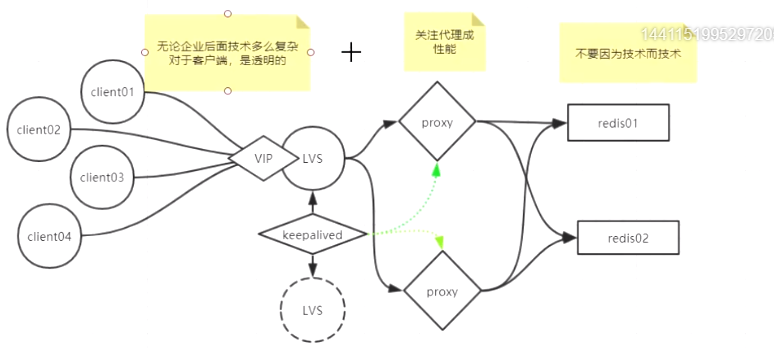 无论企业后面技术多么复杂
对于客户端，是透明的
关注代理成
性能
144115199529720
不要因为技术而技术
client01
client02
client03
client04
VIP
LVS
proxy
redis01
keepalived
redis02
proxy
LVS